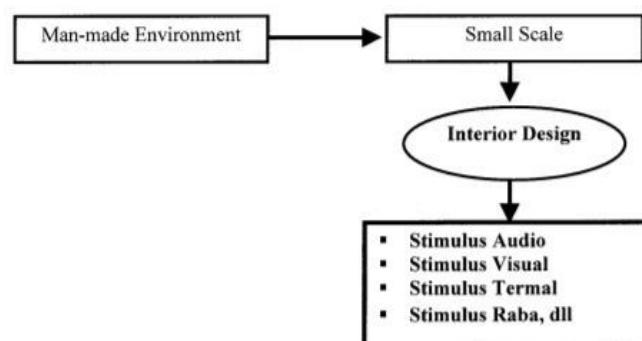 Man-made Environment
Small Scale
Interior Design
▪ Stimulus Audio
▪ Stimulus Visual
▪ Stimulus Termal
▪ Stimulus Raba, dll